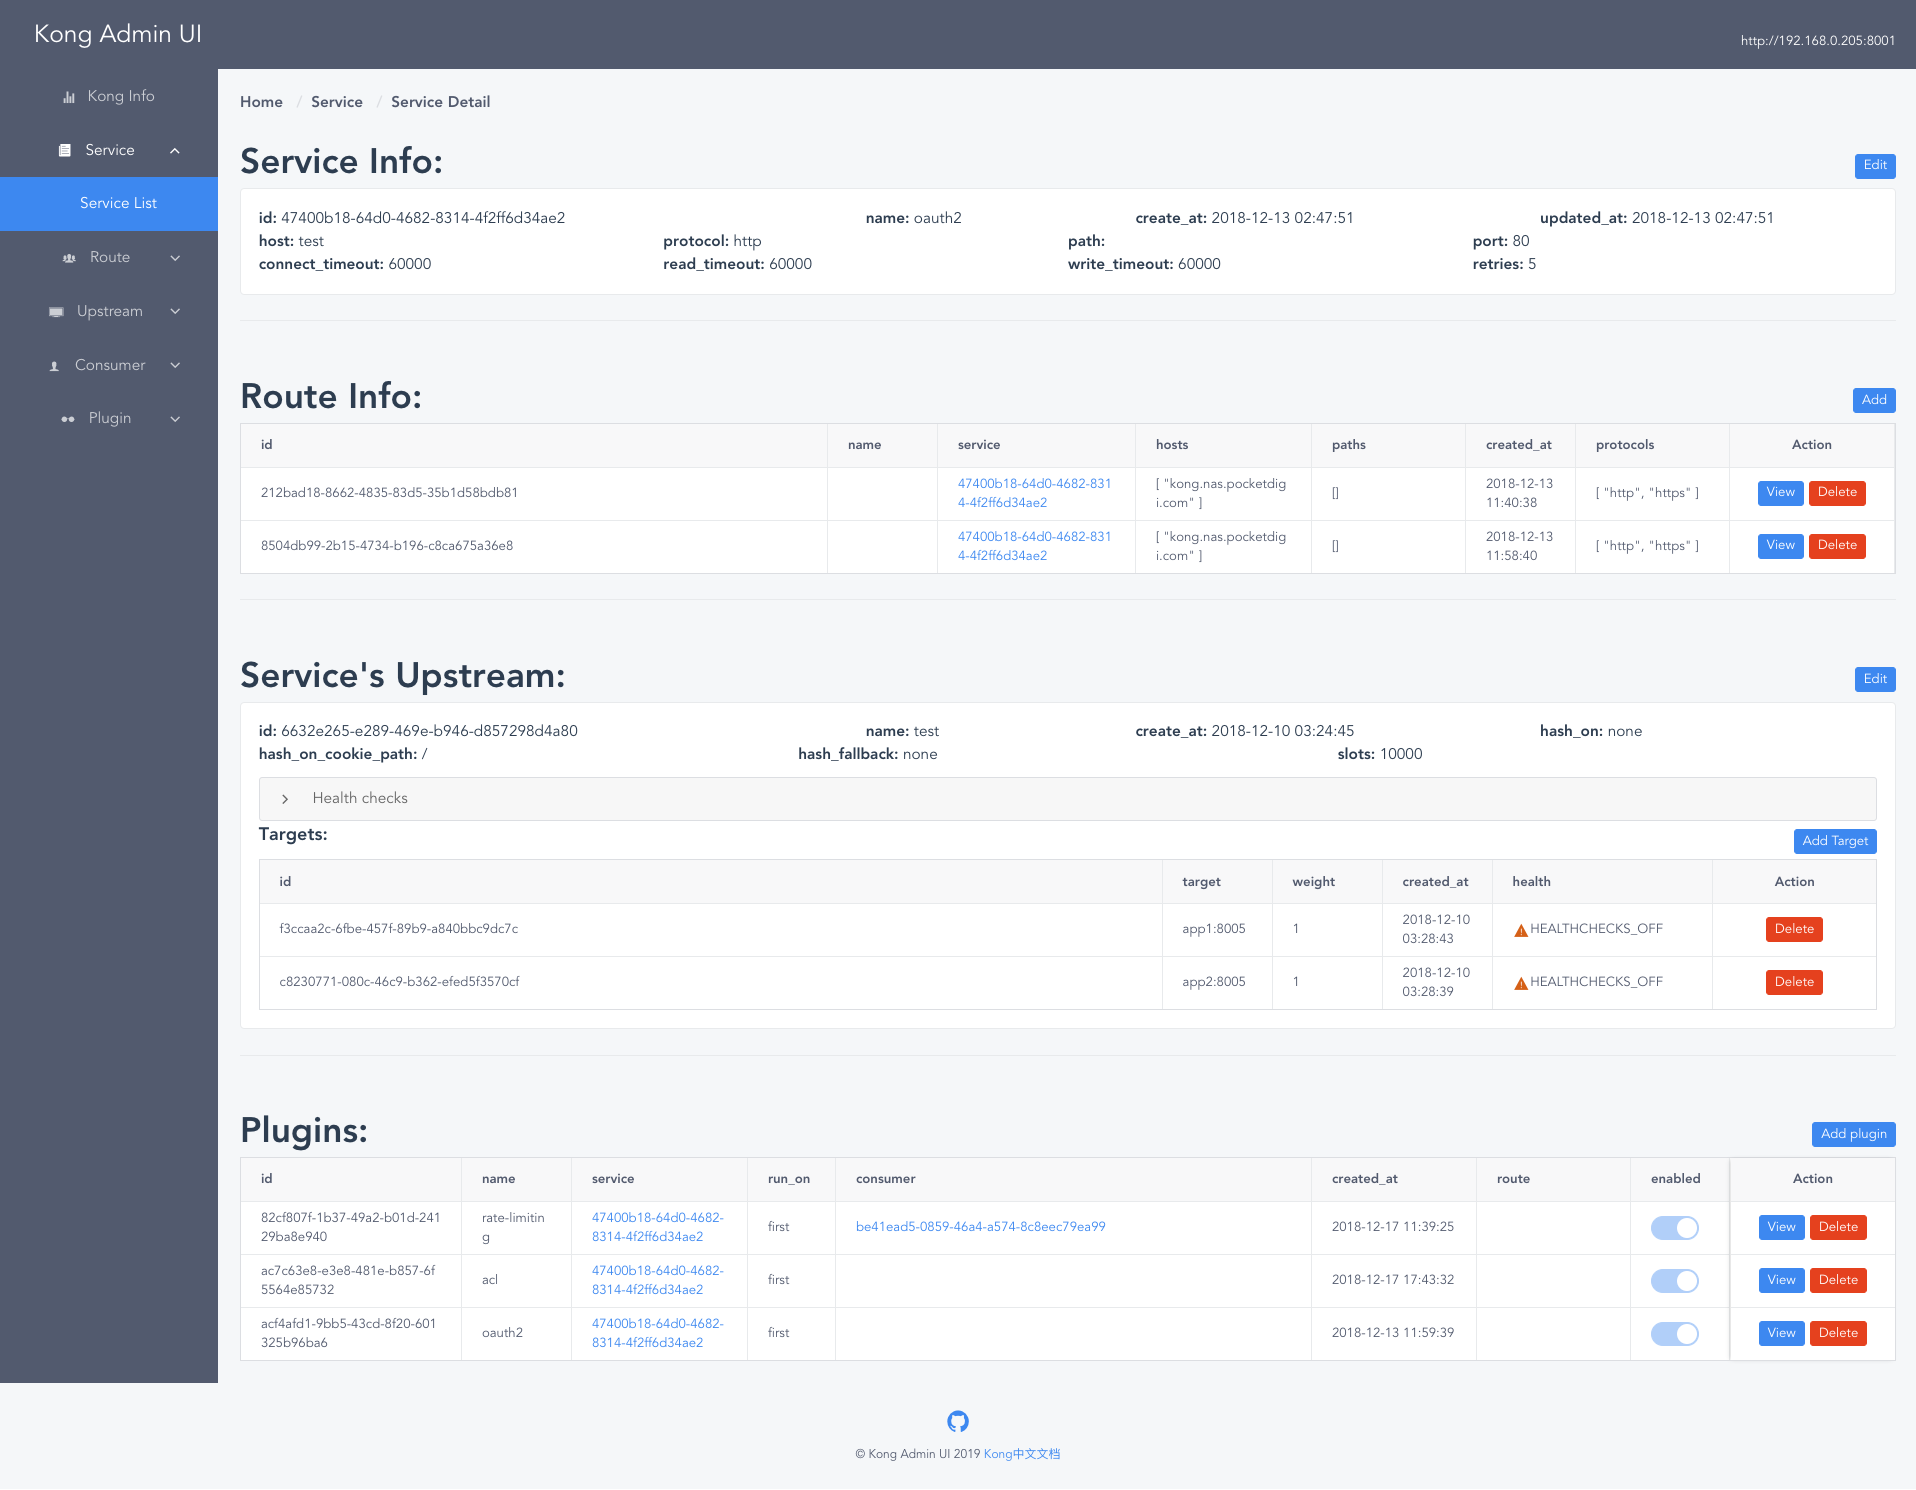 Kong Admin UI
http://192.168.0.205:8001
Kong Info
Service
Service List
Route
Upstream
Consumer
Plugin
Home / Service / Service Detail
Service Info:
Edit
id: 47400b18-64d0-4682-8314-4f2ff6d34ae2 name: oauth2 create_at: 2018-12-13 02:47:51 updated_at: 2018-12-13 02:47:51
host: test protocol: http path: port: 80
connect_timeout: 60000 read_timeout: 60000 write_timeout: 60000 retries: 5
Route Info:
Add
id name service hosts paths created_at protocols Action
212bad18-8662-4835-83d5-35b1d58bdb81
47400b18-64d0-4682-831
4-4f2ff6d34ae2
[ "kong.nas.pocketdig
i.com" ]
[]
2018-12-13
11:40:38
[ "http", "https" ]
View Delete
8504db99-2b15-4734-b196-c8ca675a36e8
47400b18-64d0-4682-831
4-4f2ff6d34ae2
[ "kong.nas.pocketdig
i.com" ]
[]
2018-12-13
11:58:40
[ "http", "https" ]
View Delete
Service's Upstream:
Edit
id: 6632e265-e289-469e-b946-d857298d4a80 name: test create_at: 2018-12-10 03:24:45 hash_on: none
hash_on_cookie_path: / hash_fallback: none slots: 10000
Health checks
Targets:
Add Target
id target weight created_at health Action
f3ccaa2c-6fbe-457f-89b9-a840bbc9dc7c
app1:8005
1
2018-12-10
03:28:43
HEALTHCHECKS_OFF
Delete
c8230771-080c-46c9-b362-efed5f3570cf
app2:8005
1
2018-12-10
03:28:39
HEALTHCHECKS_OFF
Delete
Plugins:
Add plugin
id name service run_on consumer created_at route enabled Action
82cf807f-1b37-49a2-b01d-241
29ba8e940
rate-limitin
g
47400b18-64d0-4682-
8314-4f2ff6d34ae2
first
be41ead5-0859-46a4-a574-8c8eec79ea99
2018-12-17 11:39:25
View Delete
ac7c63e8-e3e8-481e-b857-6f
5564e85732
acl
47400b18-64d0-4682-
8314-4f2ff6d34ae2
first
2018-12-17 17:43:32
View Delete
acf4afd1-9bb5-43cd-8f20-601
325b96ba6
oauth2
47400b18-64d0-4682-
8314-4f2ff6d34ae2
first
2018-12-13 11:59:39
View Delete
© Kong Admin UI 2019 Kong中文文档